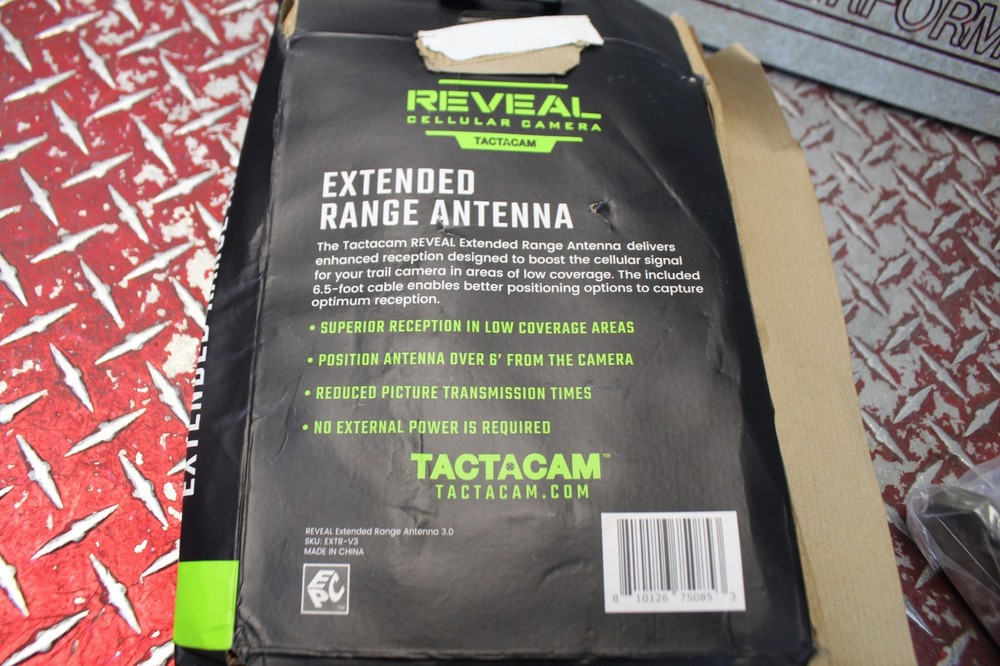 REVEAL
CELLULAR CAMERA
TACTACAM
EXTENDED
RANGE ANTENNA
The Tactacam REVEAL Extended Range Antenna delivers
enhanced reception designed to boost the cellular signal
for your trail camera in areas of low coverage. The included
6.5-foot cable enables better positioning options to capture
optimum reception.
• SUPERIOR RECEPTION IN LOW COVERAGE AREAS
• POSITION ANTENNA OVER 6' FROM THE CAMERA
• REDUCED PICTURE TRANSMISSION TIMES
• NO EXTERNAL POWER IS REQUIRED
TACTACAM™
TACTACAM.COM
REVEAL Extended Range Antenna 3.0
SKU: EXTR-V3
MADE IN CHINA
EPC™
8 10126 75085 3
EXTENDED RANGE